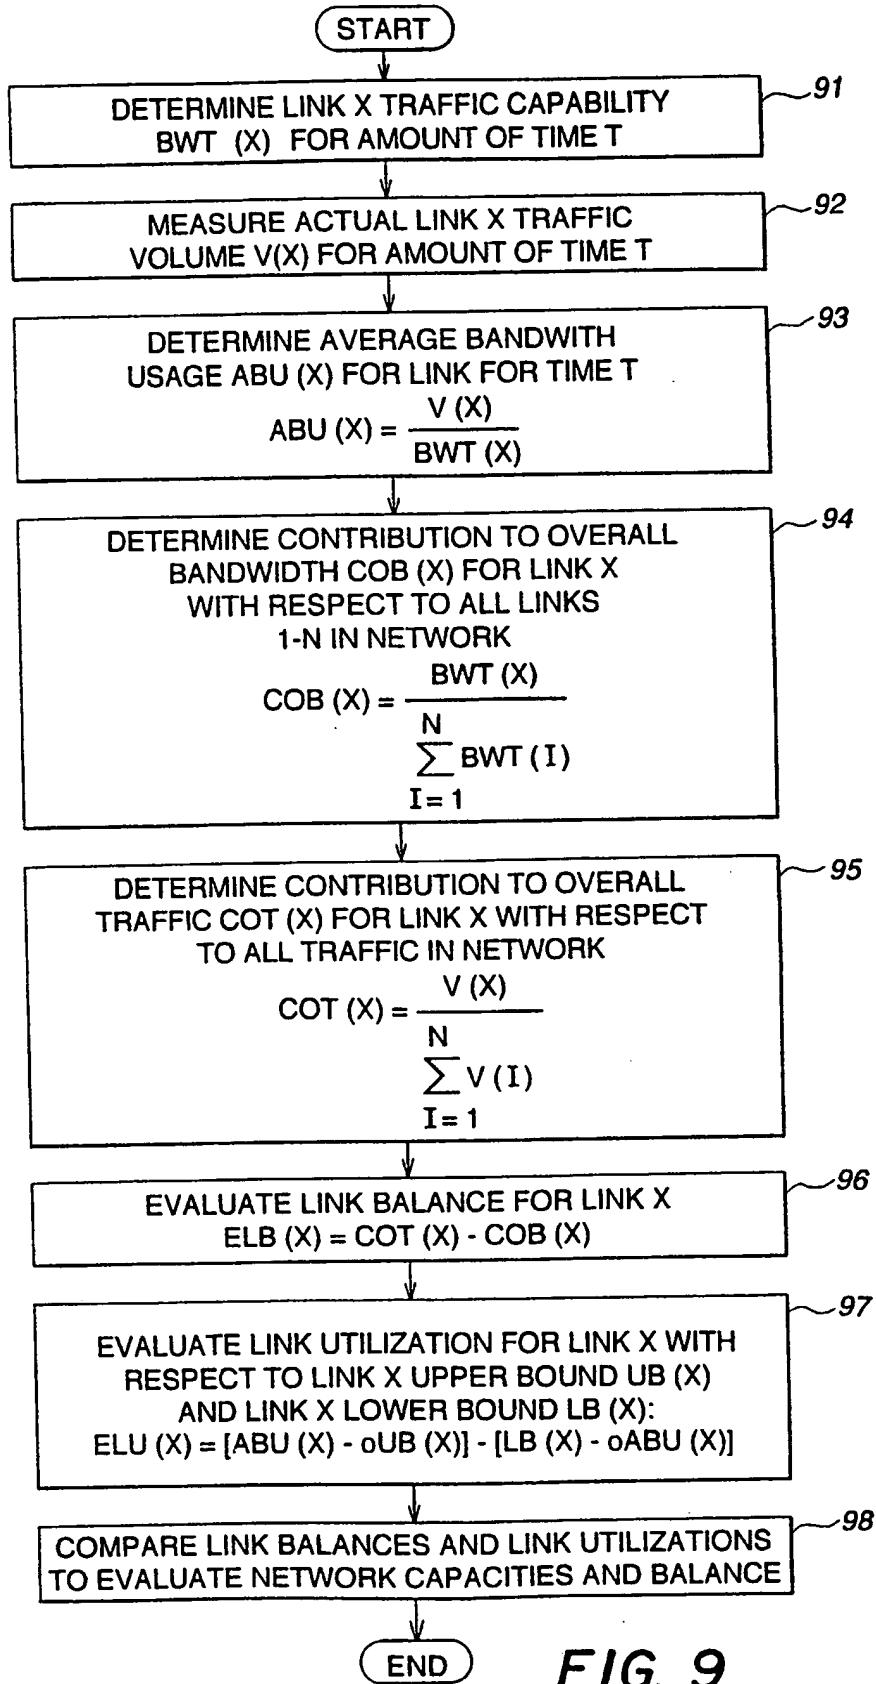 START
DETERMINE LINK X TRAFFIC CAPABILITY
BWT (X) FOR AMOUNT OF TIME T
91
MEASURE ACTUAL LINK X TRAFFIC
VOLUME V(X) FOR AMOUNT OF TIME T
92
DETERMINE AVERAGE BANDWITH
USAGE ABU (X) FOR LINK FOR TIME T
ABU (X) = V (X)
BWT (X)
93
DETERMINE CONTRIBUTION TO OVERALL
BANDWIDTH COB (X) FOR LINK X
WITH RESPECT TO ALL LINKS
1-N IN NETWORK
COB (X) = BWT (X)
N
∑ BWT (I)
I = 1
94
DETERMINE CONTRIBUTION TO OVERALL
TRAFFIC COT (X) FOR LINK X WITH RESPECT
TO ALL TRAFFIC IN NETWORK
COT (X) = V (X)
N
∑ V (I)
I = 1
95
EVALUATE LINK BALANCE FOR LINK X
ELB (X) = COT (X) - COB (X)
96
EVALUATE LINK UTILIZATION FOR LINK X WITH
RESPECT TO LINK X UPPER BOUND UB (X)
AND LINK X LOWER BOUND LB (X):
ELU (X) = [ABU (X) - oUB (X)] - [LB (X) - oABU (X)]
97
COMPARE LINK BALANCES AND LINK UTILIZATIONS
TO EVALUATE NETWORK CAPACITIES AND BALANCE
98
END
FIG. 9